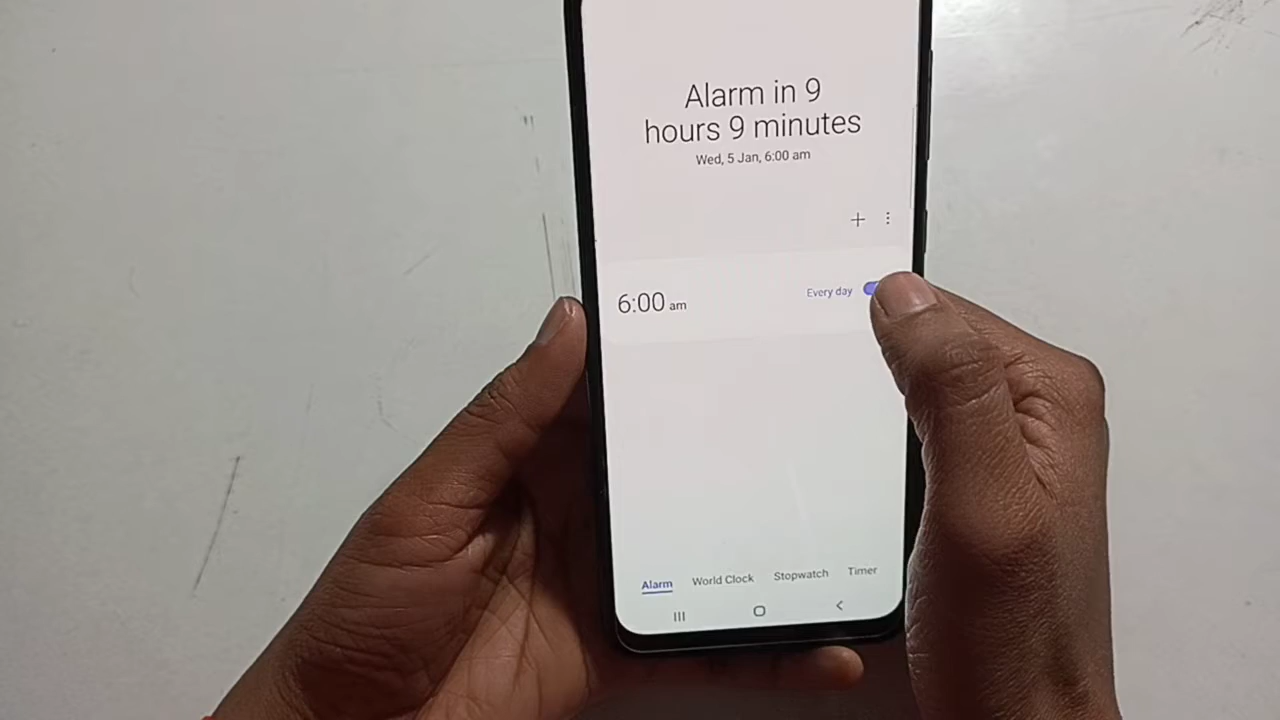 Alarm in 9
hours 9 minutes
Wed, 5 Jan, 6:00 am
6:00 am
Every day
Alarm
World Clock
Stopwatch
Timer